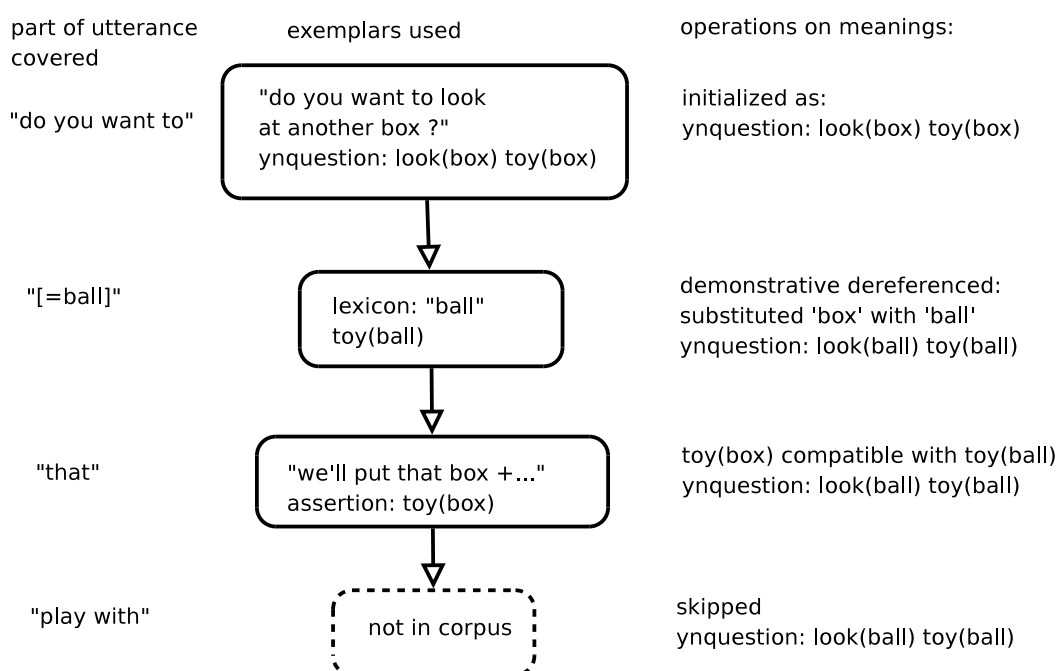 part of utterance
covered
exemplars used
operations on meanings:
"do you want to"
"do you want to look
at another box ?"
ynquestion: look(box) toy(box)
initialized as:
ynquestion: look(box) toy(box)
"[=ball]"
lexicon: "ball"
toy(ball)
demonstrative dereferenced:
substituted 'box' with 'ball'
ynquestion: look(ball) toy(ball)
"that"
"we'll put that box +..."
assertion: toy(box)
toy(box) compatible with toy(ball)
ynquestion: look(ball) toy(ball)
"play with"
not in corpus
skipped
ynquestion: look(ball) toy(ball)